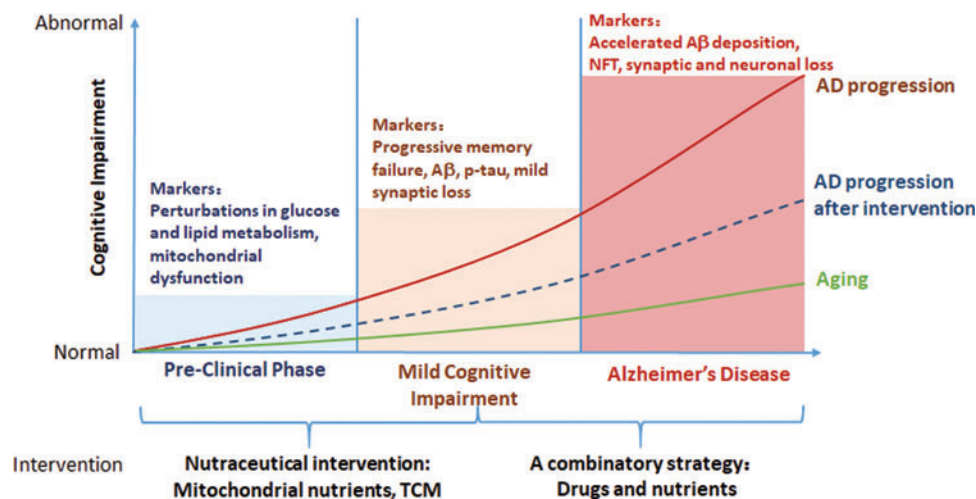 Abnormal
Cognitive Impairment
Normal
Markers:
Perturbations in glucose
and lipid metabolism,
mitochondrial
dysfunction
Markers:
Progressive memory
failure, Aβ, p-tau, mild
synaptic loss
Markers:
Accelerated Aβ deposition,
NFT, synaptic and neuronal loss
AD progression
AD progression
after intervention
Aging
Pre-Clinical Phase
Mild Cognitive
Impairment
Alzheimer's Disease
Intervention
Nutraceutical intervention:
Mitochondrial nutrients, TCM
A combinatory strategy:
Drugs and nutrients